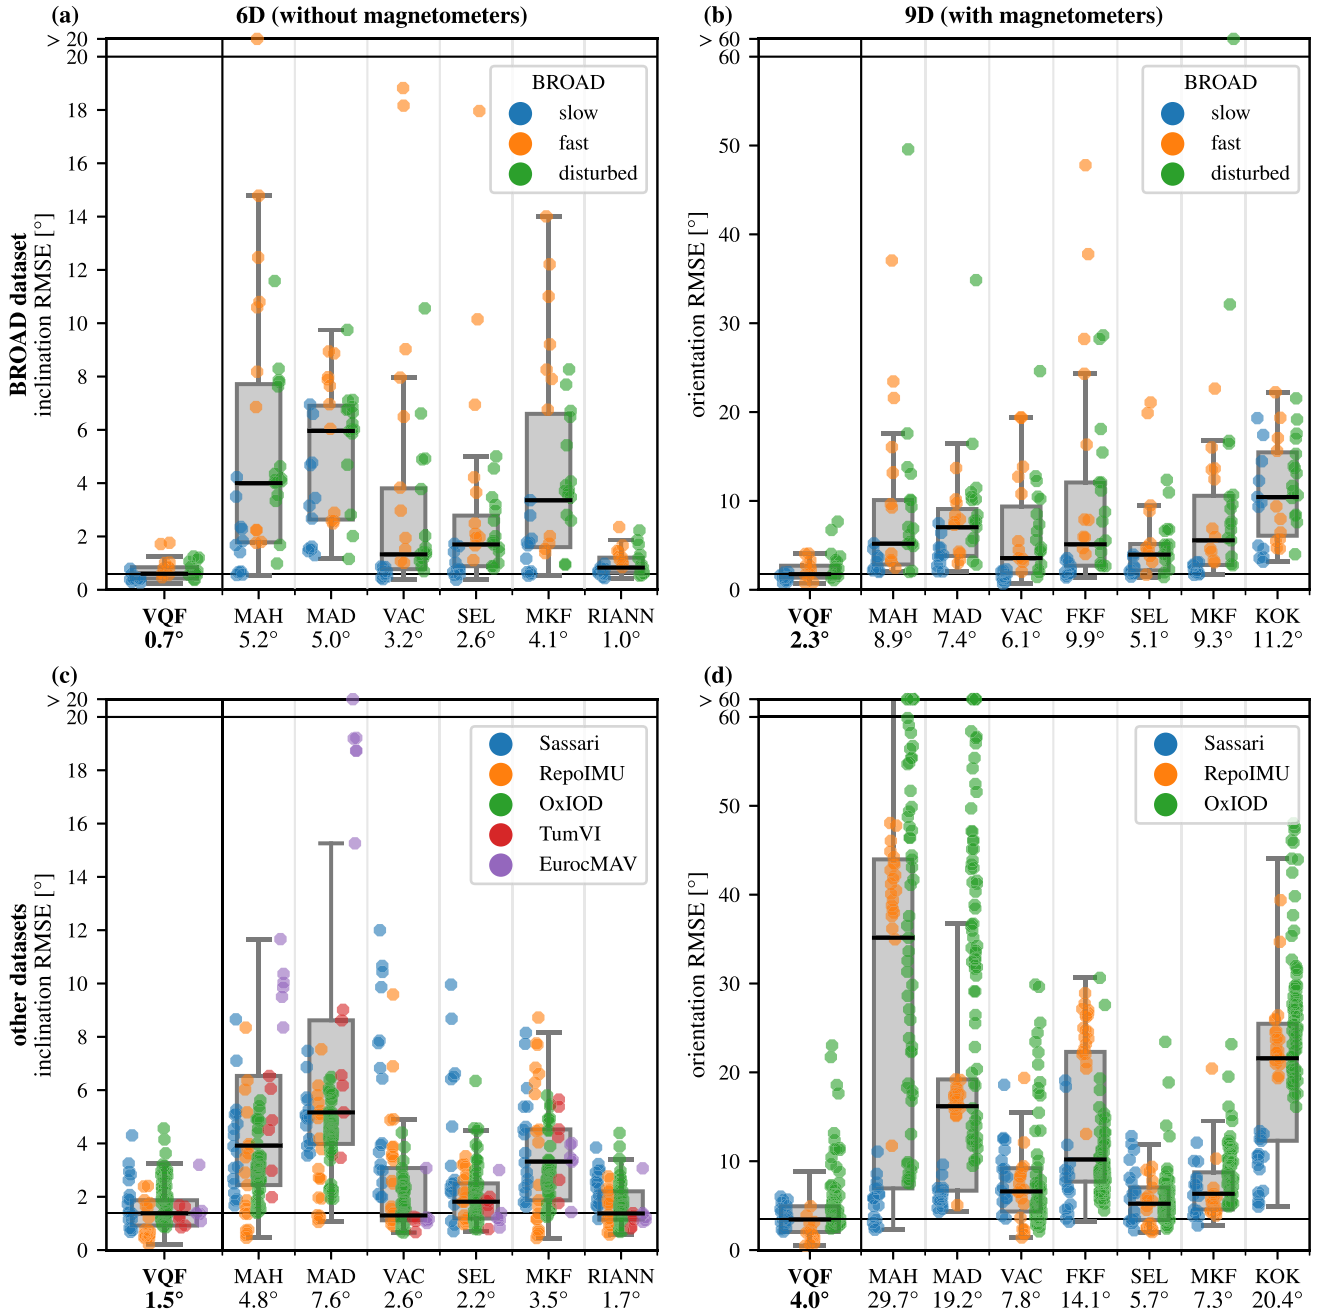 (a) 6D (without magnetometers)
> 20
20
18
16
14
12
10
8
6
4
2
0
BROAD dataset
inclination RMSE [°]
BROAD
slow
fast
disturbed
VQF MAH MAD VAC SEL MKF RIANN
0.7° 5.2° 5.0° 3.2° 2.6° 4.1° 1.0°
(b) 9D (with magnetometers)
> 60
60
50
40
30
20
10
0
orientation RMSE [°]
BROAD
slow
fast
disturbed
VQF MAH MAD VAC FKF SEL MKF KOK
2.3° 8.9° 7.4° 6.1° 9.9° 5.1° 9.3° 11.2°
(c)
> 20
20
18
16
14
12
10
8
6
4
2
0
other datasets
inclination RMSE [°]
Sassari
RepoIMU
OxIOD
TumVI
EurocMAV
VQF MAH MAD VAC SEL MKF RIANN
1.5° 4.8° 7.6° 2.6° 2.2° 3.5° 1.7°
(d)
> 60
60
50
40
30
20
10
0
orientation RMSE [°]
Sassari
RepoIMU
OxIOD
VQF MAH MAD VAC FKF SEL MKF KOK
4.0° 29.7° 19.2° 7.8° 14.1° 5.7° 7.3° 20.4°